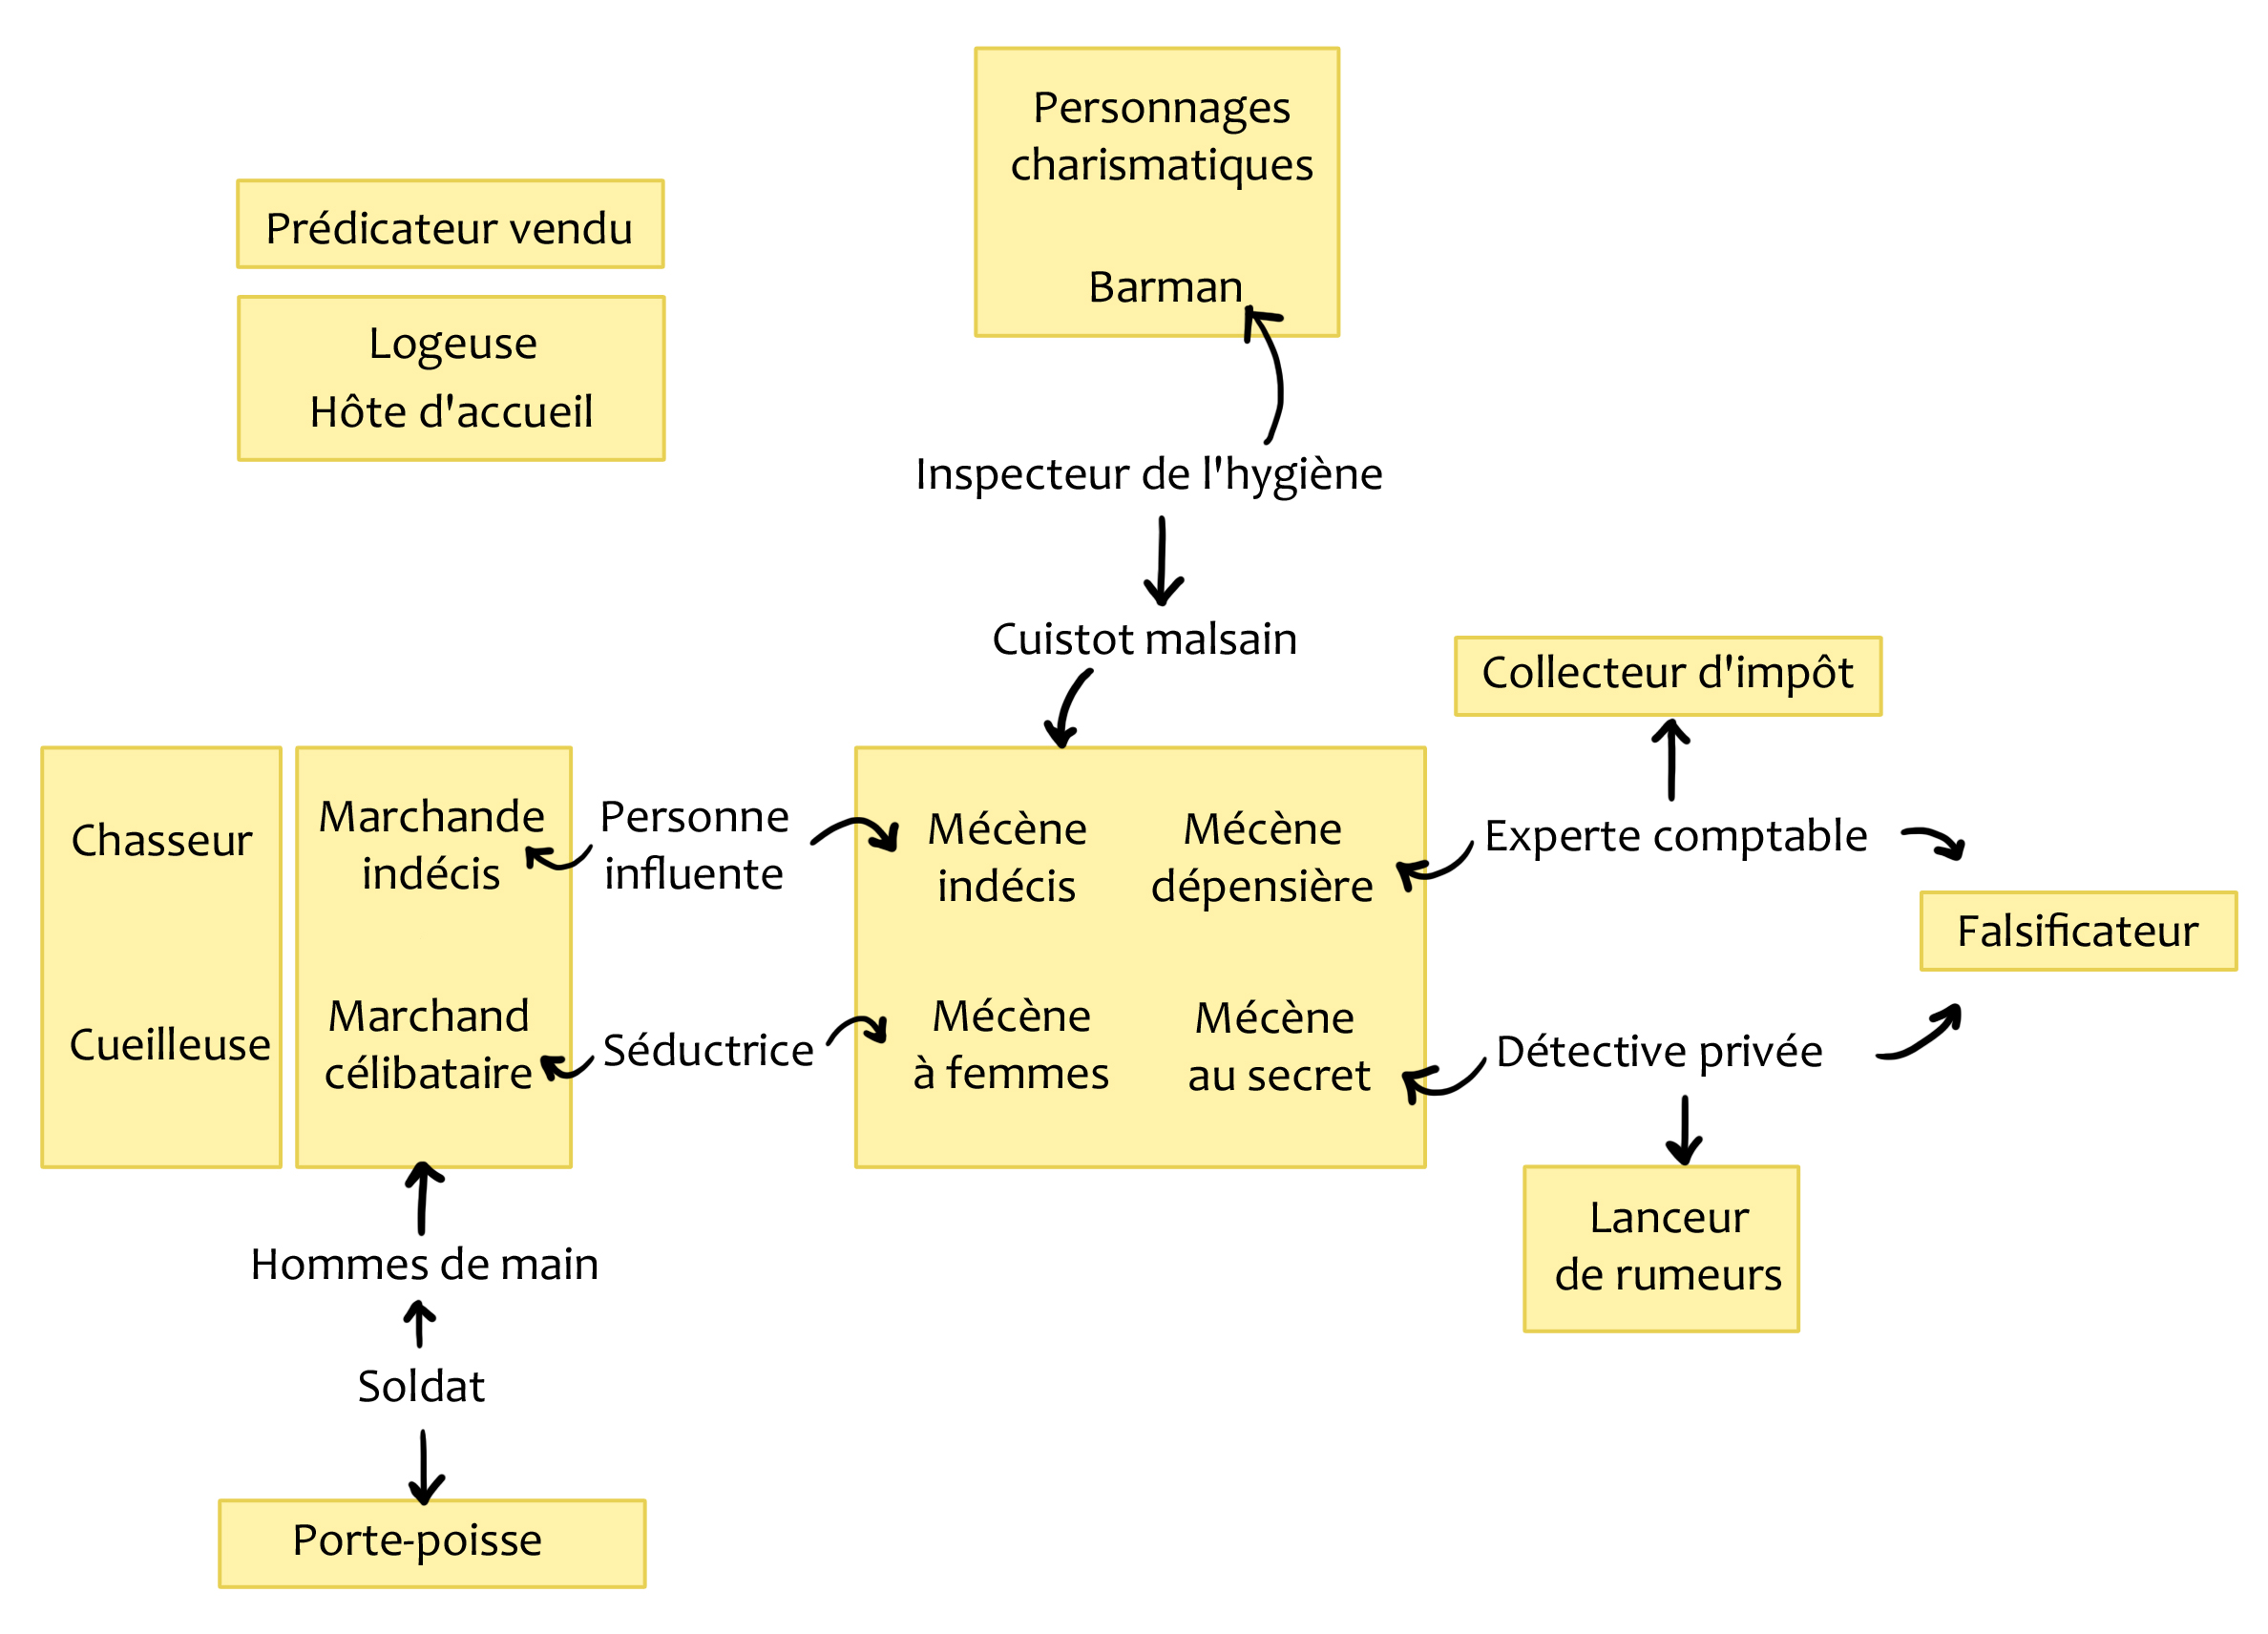 Personnages
charismatiques
Barman
Prédicateur vendu
Logeuse
Hôte d'accueil
Inspecteur de l'hygiène
Cuistot malsain
Collecteur d'impôt
Chasseur
Cueilleuse
Marchande
indécis
Marchand
célibataire
Personne
influente
Séductrice
Mécène
indécis
Mécène
dépensière
Mécène
à femmes
Mécène
au secret
Experte comptable
Falsificateur
Détective privée
Lanceur
de rumeurs
Hommes de main
Soldat
Porte-poisse